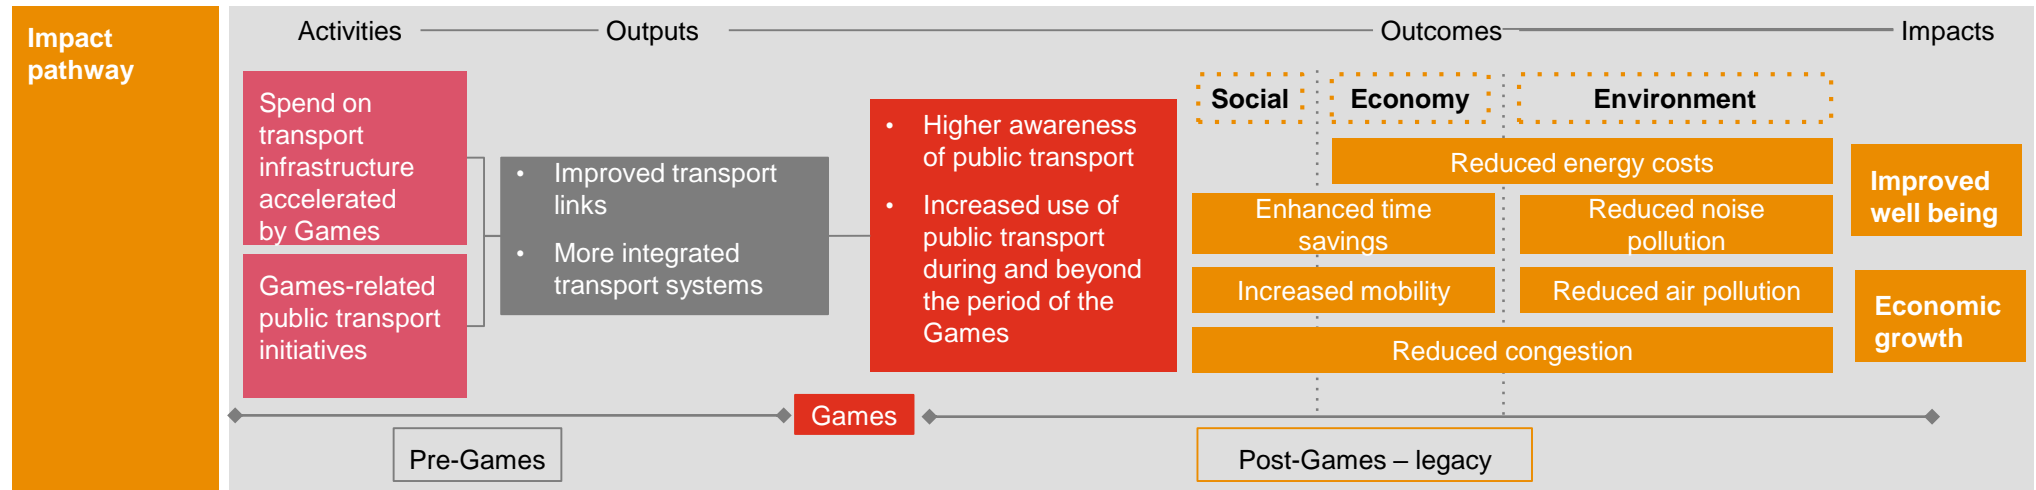 Impact
pathway
Activities
Outputs
Outcomes
Impacts
Spend on
transport
infrastructure
accelerated
by Games
Games-related
public transport
initiatives
• Improved transport
links
• More integrated
transport systems
• Higher awareness
of public transport
• Increased use of
public transport
during and beyond
the period of the
Games
Social
Economy
Environment
Reduced energy costs
Enhanced time
savings
Reduced noise
pollution
Increased mobility
Reduced air pollution
Reduced congestion
Improved
well being
Economic
growth
Games
Pre-Games
Post-Games – legacy